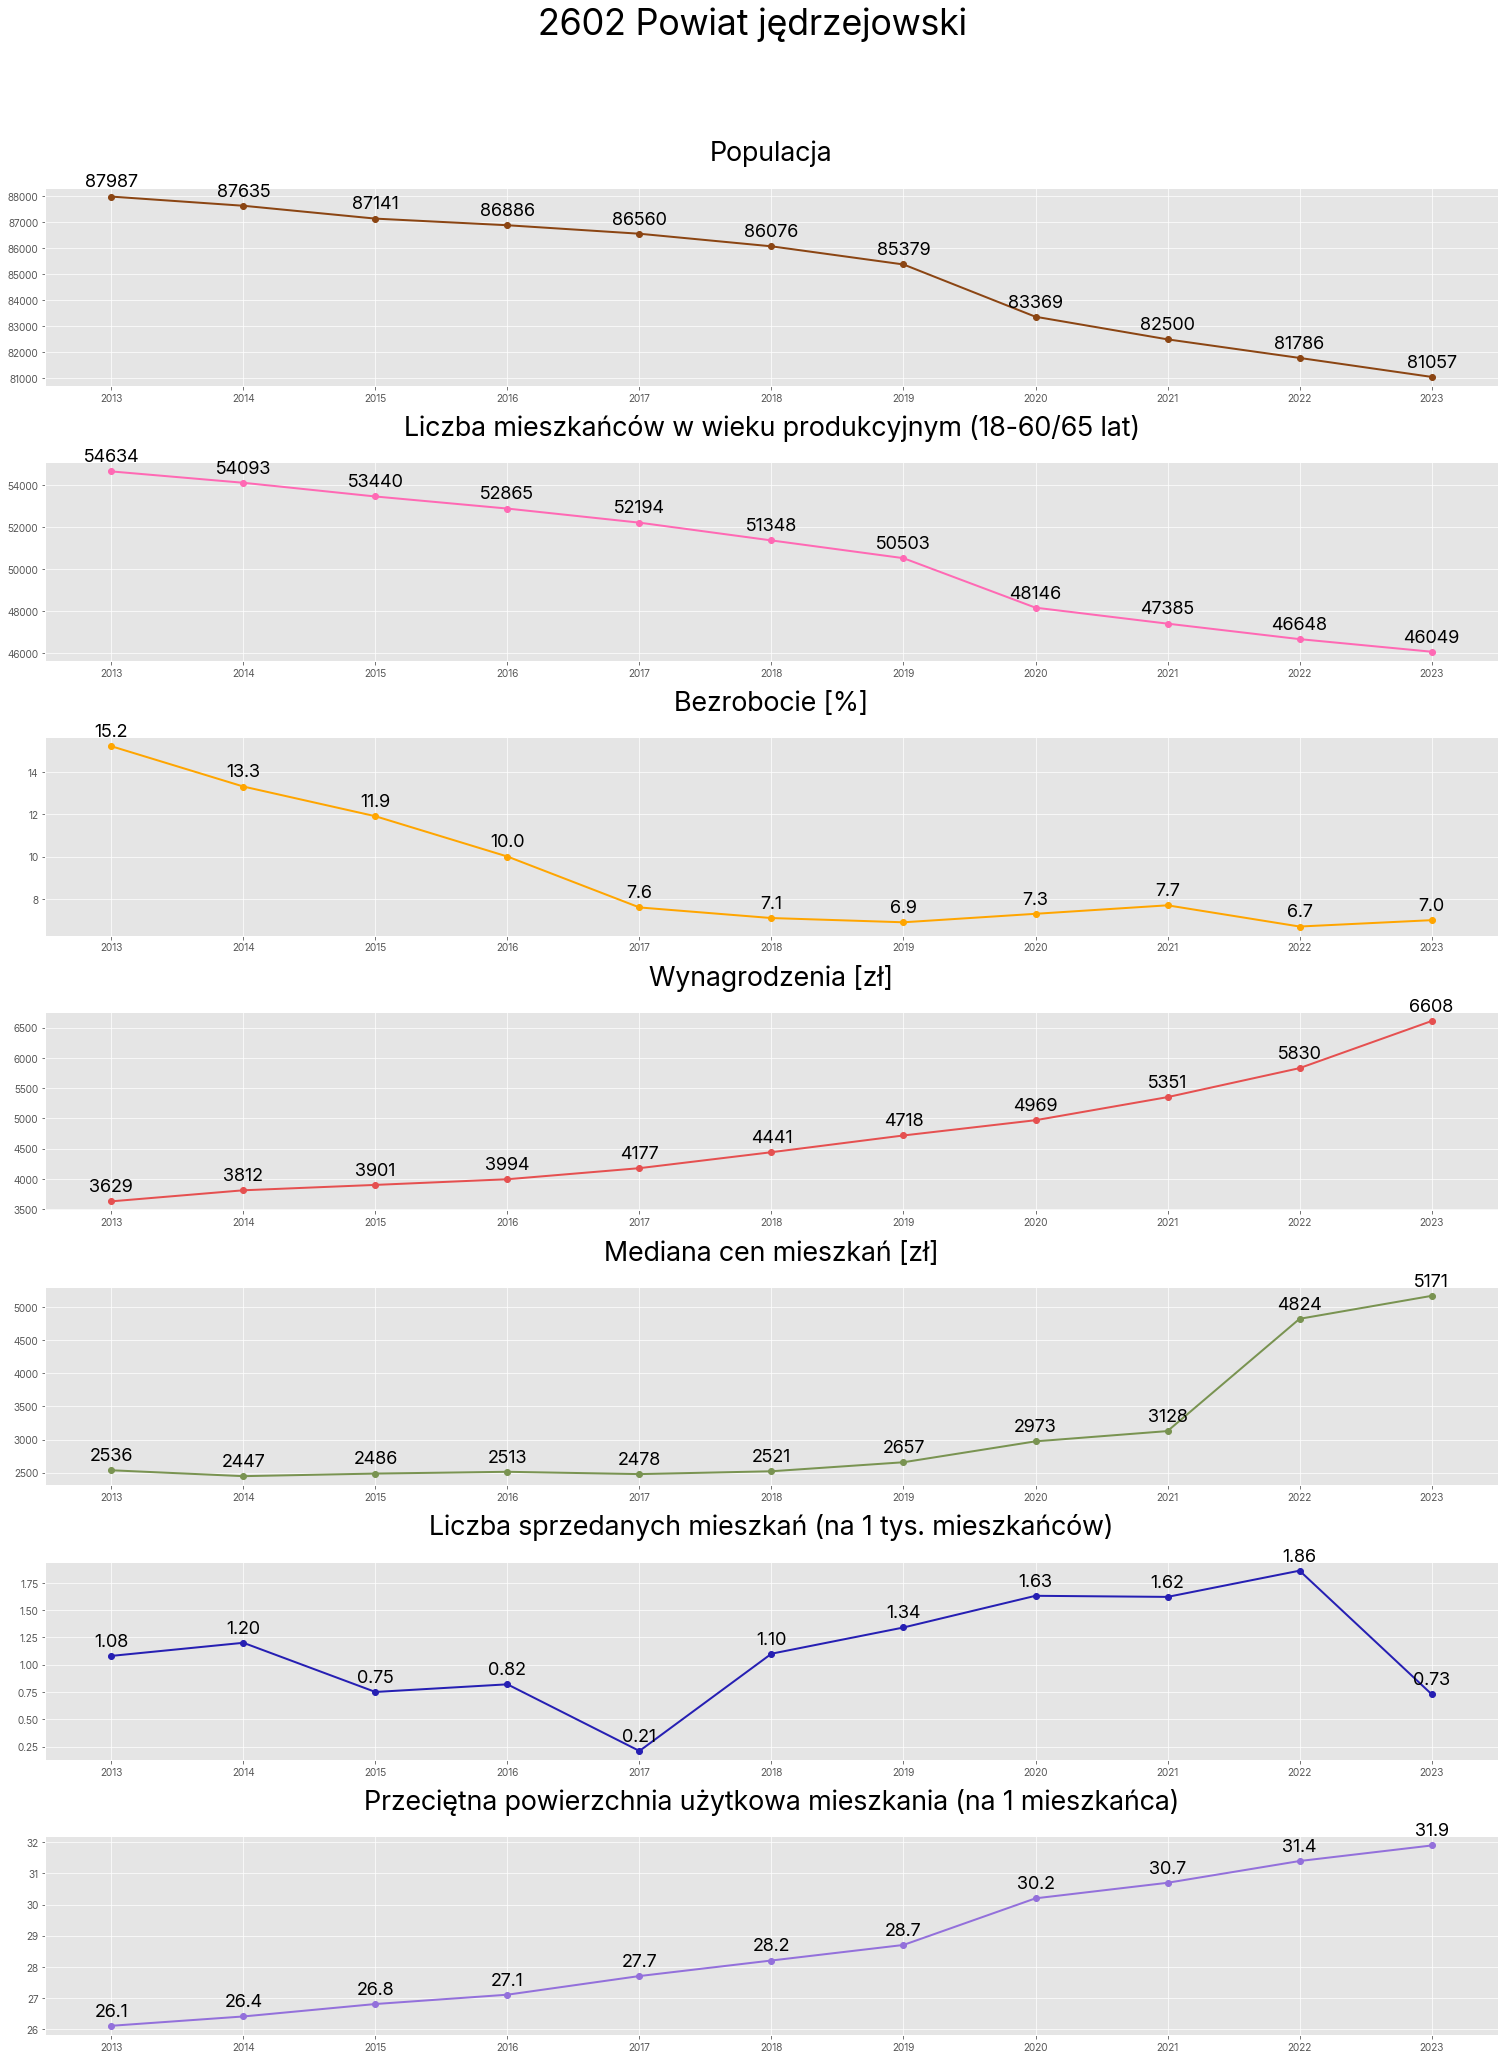 2602 Powiat jędrzejowski
Populacja
87987 87635 87141 86886 86560 86076 85379 83369 82500 81786 81057
88000
87000
86000
85000
84000
83000
82000
81000
2013 2014 2015 2016 2017 2018 2019 2020 2021 2022 2023
Liczba mieszkańców w wieku produkcyjnym (18-60/65 lat)
54634 54093 53440 52865 52194 51348 50503 48146 47385 46648 46049
54000
52000
50000
48000
46000
2013 2014 2015 2016 2017 2018 2019 2020 2021 2022 2023
Bezrobocie [%]
15.2 13.3 11.9 10.0 7.6 7.1 6.9 7.3 7.7 6.7 7.0
14
12
10
8
2013 2014 2015 2016 2017 2018 2019 2020 2021 2022 2023
Wynagrodzenia [zł]
3629 3812 3901 3994 4177 4441 4718 4969 5351 5830 6608
6500
6000
5500
5000
4500
4000
3500
2013 2014 2015 2016 2017 2018 2019 2020 2021 2022 2023
Mediana cen mieszkań [zł]
2536 2447 2486 2513 2478 2521 2657 2973 3128 4824 5171
5000
4500
4000
3500
3000
2500
2013 2014 2015 2016 2017 2018 2019 2020 2021 2022 2023
Liczba sprzedanych mieszkań (na 1 tys. mieszkańców)
1.08 1.20 0.75 0.82 0.21 1.10 1.34 1.63 1.62 1.86 0.73
1.75
1.50
1.25
1.00
0.75
0.50
0.25
2013 2014 2015 2016 2017 2018 2019 2020 2021 2022 2023
Przeciętna powierzchnia użytkowa mieszkania (na 1 mieszkańca)
26.1 26.4 26.8 27.1 27.7 28.2 28.7 30.2 30.7 31.4 31.9
32
31
30
29
28
27
26
2013 2014 2015 2016 2017 2018 2019 2020 2021 2022 2023